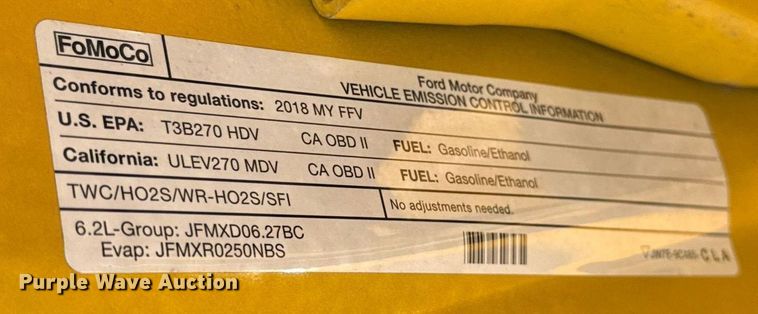 FoMoCo
Ford Motor Company
VEHICLE EMISSION CONTROL INFORMATION
Conforms to regulations: 2018 MY FFV
U.S. EPA: T3B270 HDV CA OBD II FUEL: Gasoline/Ethanol
California: ULEV270 MDV CA OBD II FUEL: Gasoline/Ethanol
TWC/HO2S/WR-HO2S/SFI No adjustments needed.
6.2L-Group: JFMXD06.27BC
Evap: JFMXR0250NBS
CLA
Purple Wave Auction